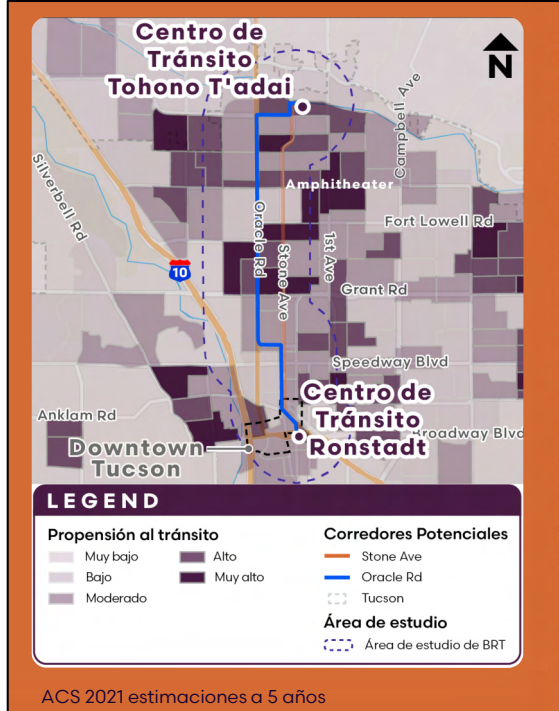 Centro de
Tránsito
Tohono T'adai
N
Campbell Ave
Silverbell Rd
Amphitheater
Oracle Rd
Stone Ave
1st Ave
Fort Lowell Rd
10
Grant Rd
Speedway Blvd
Centro de
Tránsito
Ronstadt
Anklam Rd
Broadway Blvd
Downtown
Tucson
LEGEND
Propensión al tránsito
Muy bajo
Bajo
Moderado
Alto
Muy alto
Corredores Potenciales
Stone Ave
Oracle Rd
Tucson
Área de estudio
Área de estudio de BRT
ACS 2021 estimaciones a 5 años